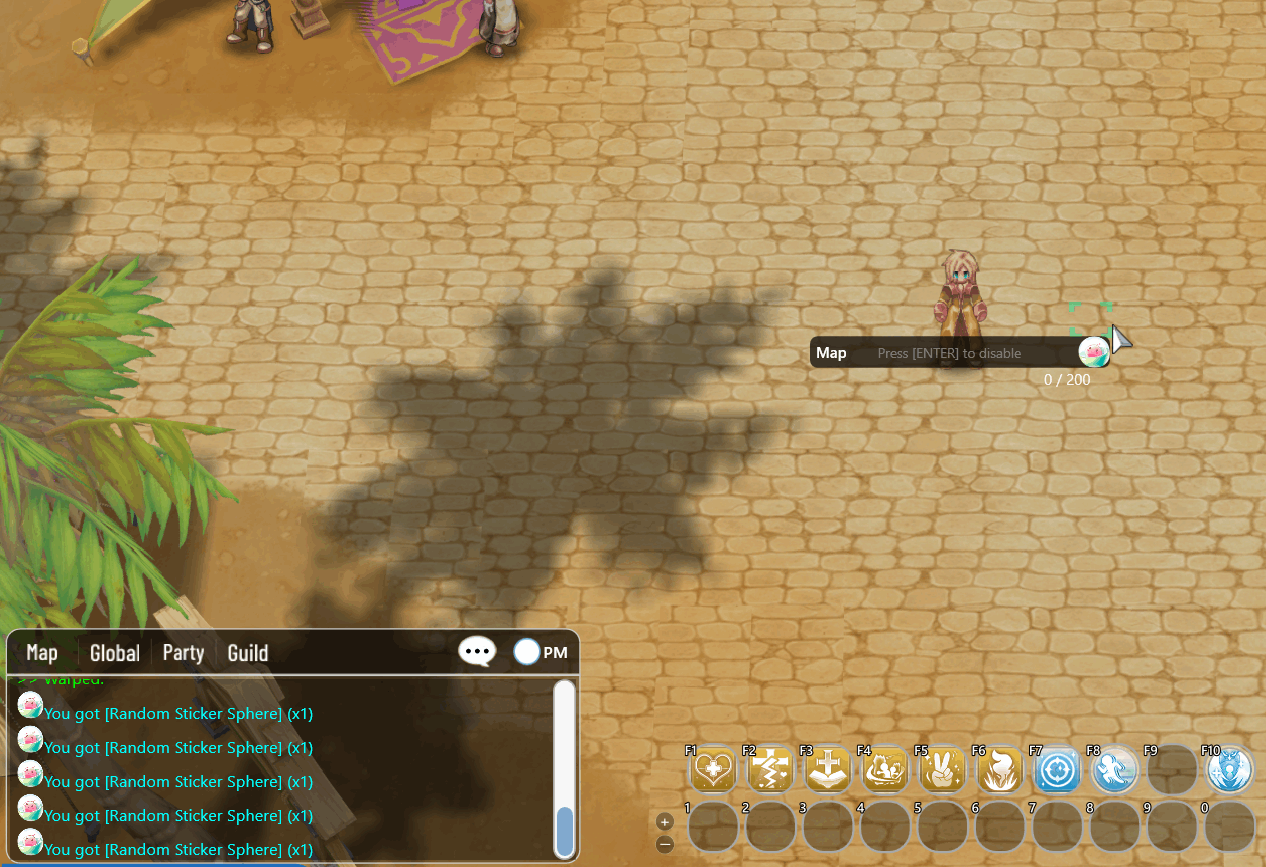 Map Press [ENTER] to disable
0 / 200
Map Global Party Guild PM
>> Warped.
You got [Random Sticker Sphere] (x1)
You got [Random Sticker Sphere] (x1)
You got [Random Sticker Sphere] (x1)
You got [Random Sticker Sphere] (x1)
You got [Random Sticker Sphere] (x1)
F1 F2 F3 F4 F5 F6 F7 F8 F9 F10
1 2 3 4 5 6 7 8 9 0